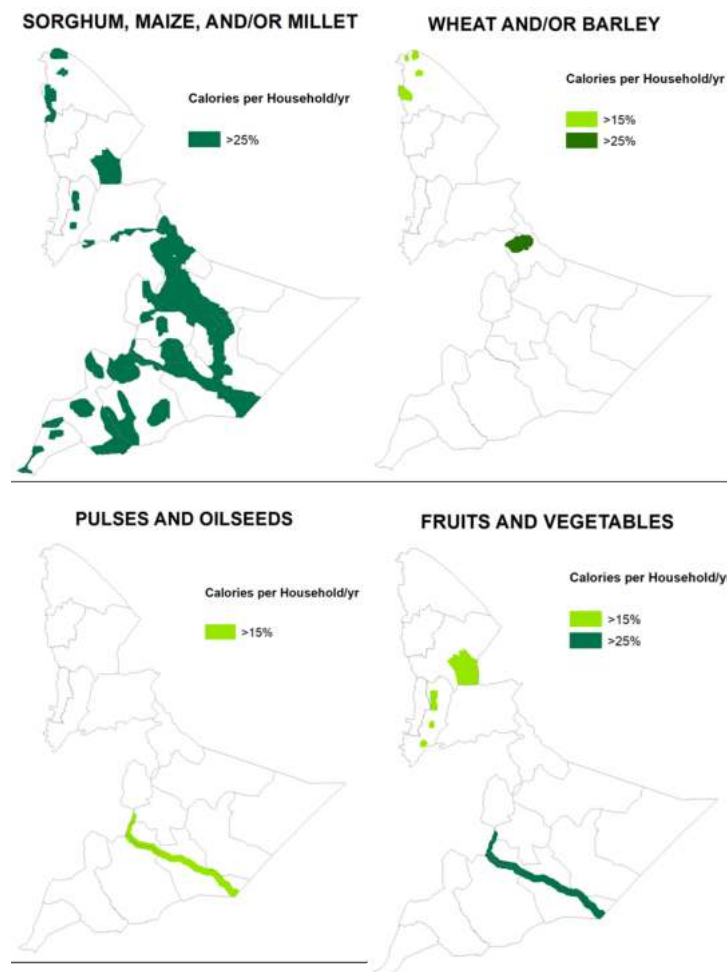 SORGHUM, MAIZE, AND/OR MILLET
Calories per Household/yr
>25%
WHEAT AND/OR BARLEY
Calories per Household/yr
>15%
>25%
PULSES AND OILSEEDS
Calories per Household/yr
>15%
FRUITS AND VEGETABLES
Calories per Household/y
>15%
>25%